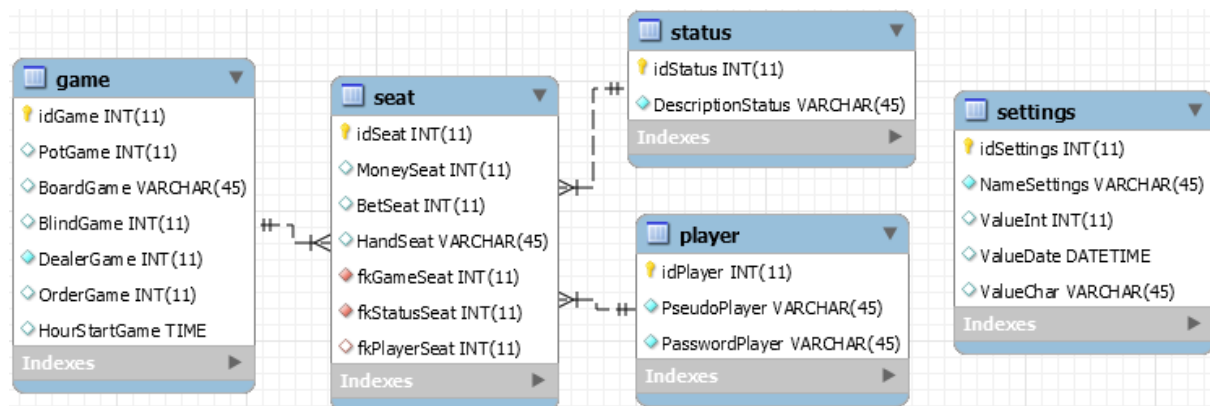 game
idGame INT(11)
PotGame INT(11)
BoardGame VARCHAR(45)
BlindGame INT(11)
DealerGame INT(11)
OrderGame INT(11)
HourStartGame TIME
Indexes
seat
idSeat INT(11)
MoneySeat INT(11)
BetSeat INT(11)
HandSeat VARCHAR(45)
fkGameSeat INT(11)
fkStatusSeat INT(11)
fkPlayerSeat INT(11)
Indexes
status
idStatus INT(11)
DescriptionStatus VARCHAR(45)
Indexes
player
idPlayer INT(11)
PseudoPlayer VARCHAR(45)
PasswordPlayer VARCHAR(45)
Indexes
settings
idSettings INT(11)
NameSettings VARCHAR(45)
ValueInt INT(11)
ValueDate DATETIME
ValueChar VARCHAR(45)
Indexes